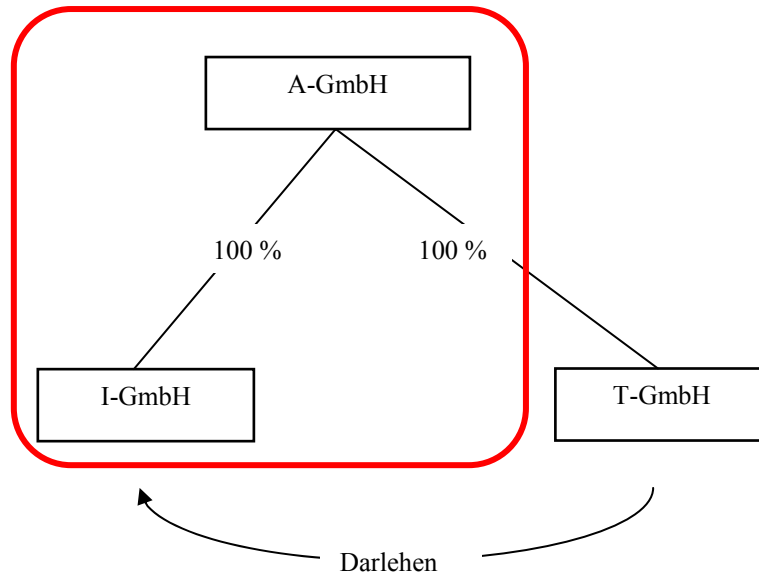 A-GmbH
100 %
100 %
I-GmbH
T-GmbH
Darlehen